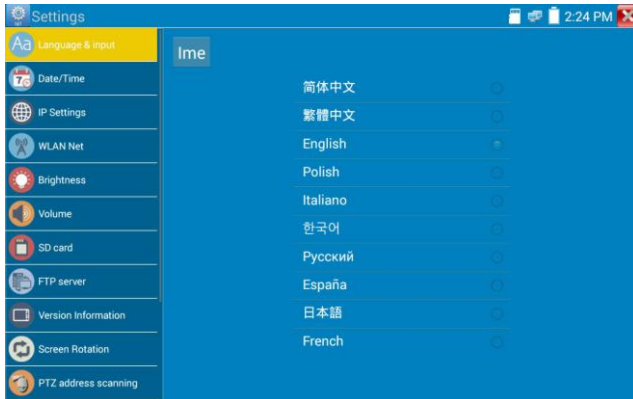 Settings
2:24 PM
Language & input
Date/Time
IP Settings
WLAN Net
Brightness
Volume
SD card
FTP server
Version Information
Screen Rotation
PTZ address scanning
Ime
简体中文
繁體中文
English
Polish
Italiano
한국어
Русский
España
日本語
French